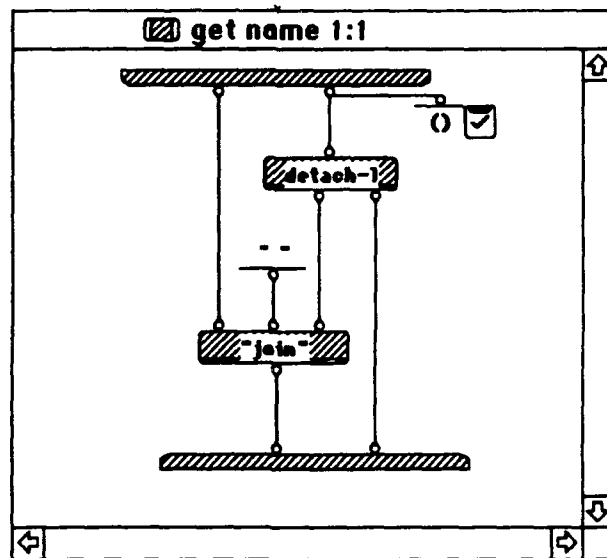 get name 1:1
()
detach-1
" "
"join"